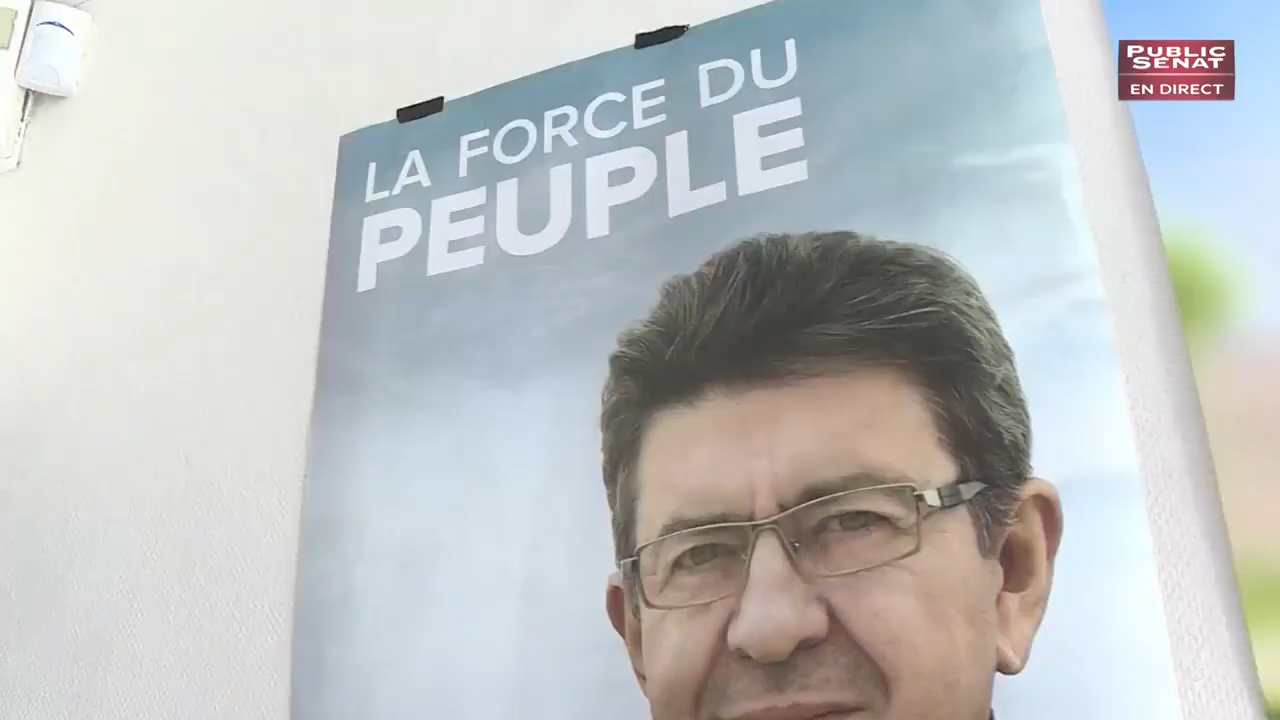 LA FORCE DU
PEUPLE
PUBLIC
SENAT
EN DIRECT